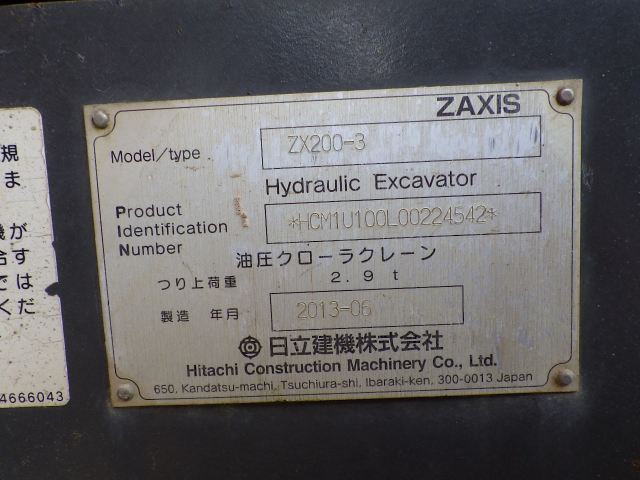 ZAXIS
Model/type ZX200-3
Hydraulic Excavator
Product
Identification
Number
*HCM1U100L00224542*
油圧クローラクレーン
つり上荷重 2.9 t
製造 年月 2013-06
日立建機株式会社
Hitachi Construction Machinery Co., Ltd.
650, Kandatsu-machi, Tsuchiura-shi, Ibaraki-ken, 300-0013 Japan
規
ま
が
す
では
くだ
4666043